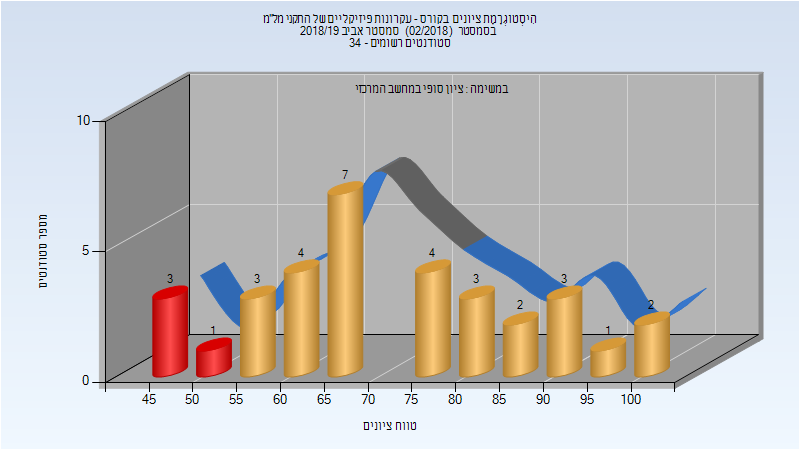 הִיסְטוֹגְרָמַת ציונים בקורס - עקרונות פיזיקליים של התקני מל"מ
בסמסטר (02/2018) סמסטר אביב 2018/19
סטודנטים רשומים - 34
במשימה : ציון סופי במחשב המרכזי
10
5
0
מספר סטודנטים
3
1
3
4
7
4
3
2
3
1
2
45 50 55 60 65 70 75 80 85 90 95 100
טווח ציונים